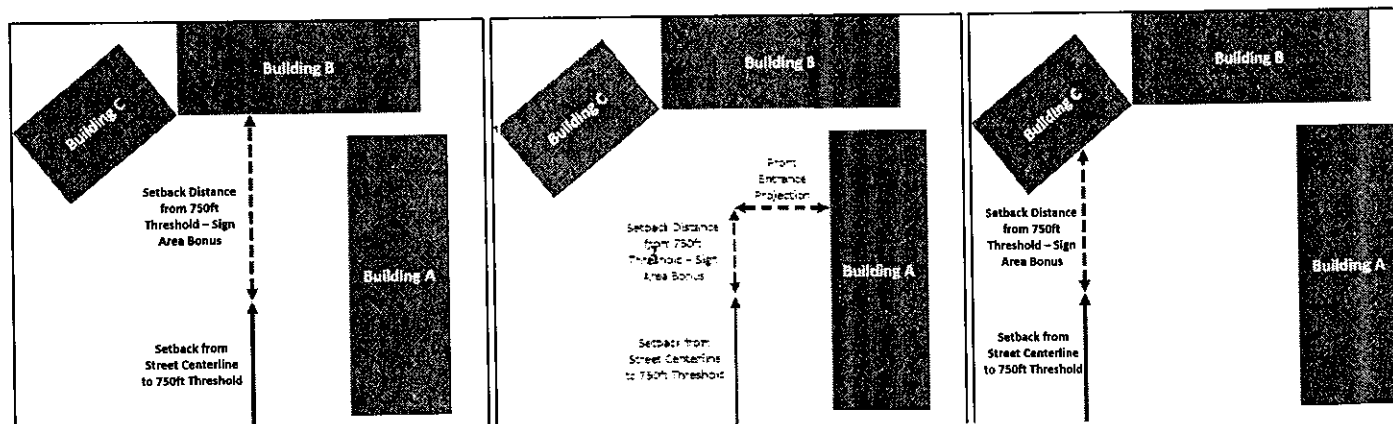 Building B
Building C
Setback Distance
from 750ft
Threshold – Sign
Area Bonus
Building A
Setback from
Street Centerline
to 750ft Threshold
Building B
Building C
Front
Entrance
Projection
Setback Distance
from 750ft
Threshold – Sign
Area Bonus
Building A
Setback from
Street Centerline
to 750ft Threshold
Building B
Building C
Setback Distance
from 750ft
Threshold – Sign
Area Bonus
Building A
Setback from
Street Centerline
to 750ft Threshold